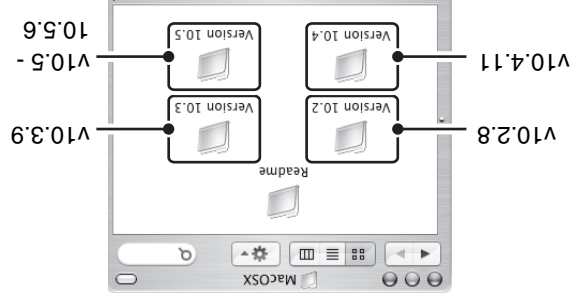 MacOSX
Readme
v10.2.8
Version 10.2
Version 10.3
v10.3.9
v10.4.11
Version 10.4
Version 10.5
v10.5 -
10.5.6